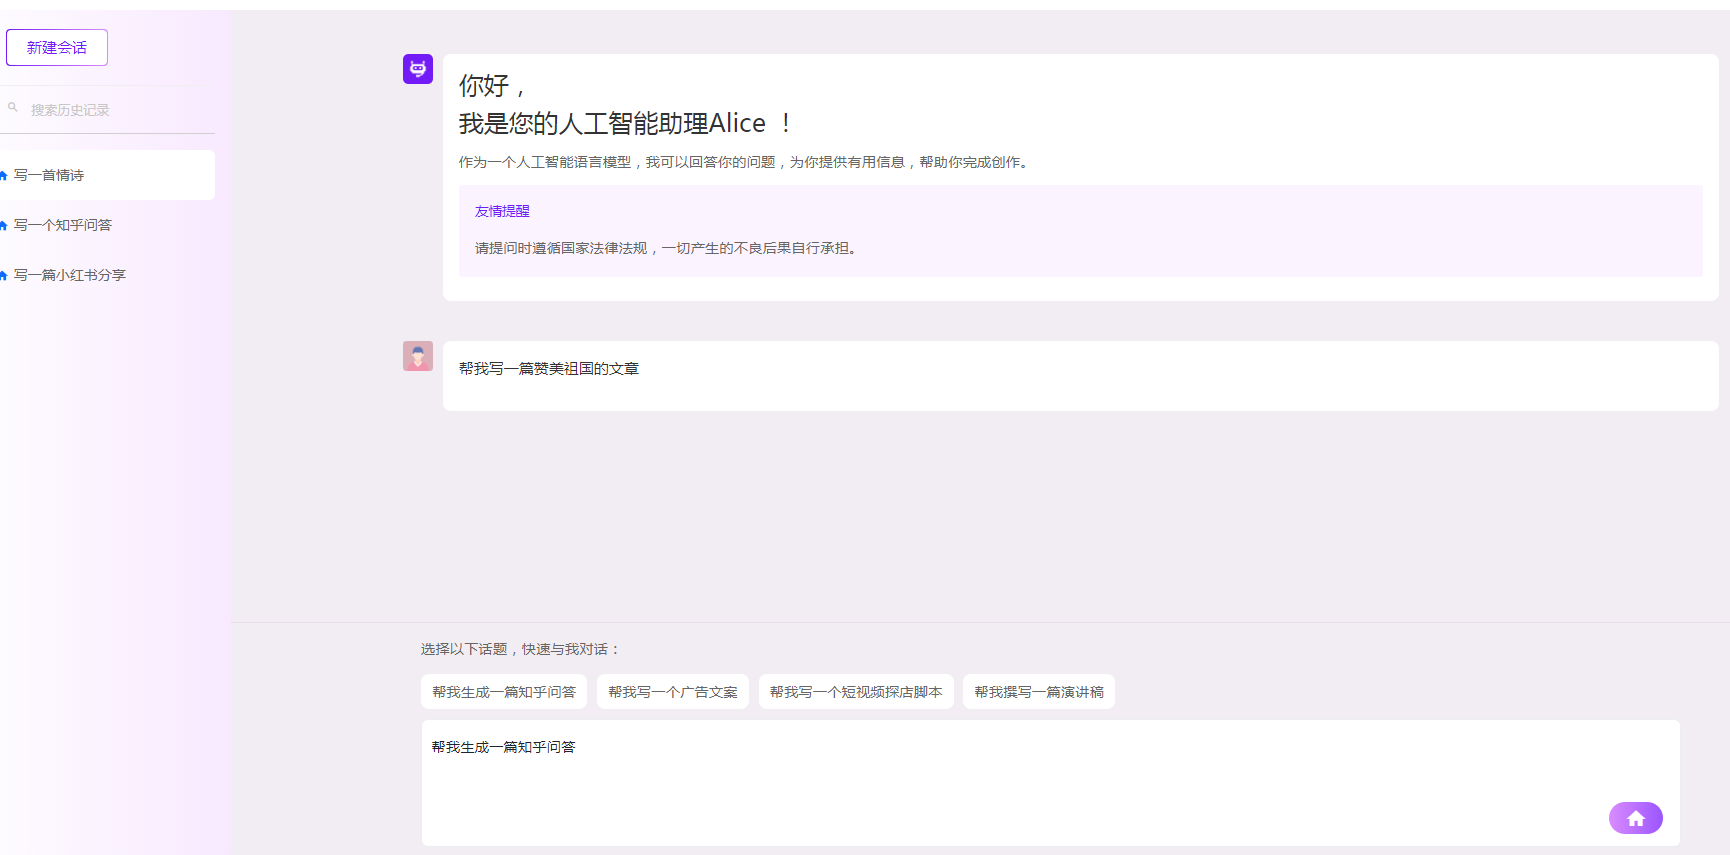 新建会话
搜索历史记录
写一首情诗
写一个知乎问答
写一篇小红书分享
你好，
我是您的人工智能助理Alice ！
作为一个人工智能语言模型，我可以回答你的问题，为你提供有用信息，帮助你完成创作。
友情提醒
请提问时遵循国家法律法规，一切产生的不良后果自行承担。
帮我写一篇赞美祖国的文章
选择以下话题，快速与我对话：
帮我生成一篇知乎问答 帮我写一个广告文案 帮我写一个短视频探店脚本 帮我撰写一篇演讲稿
帮我生成一篇知乎问答